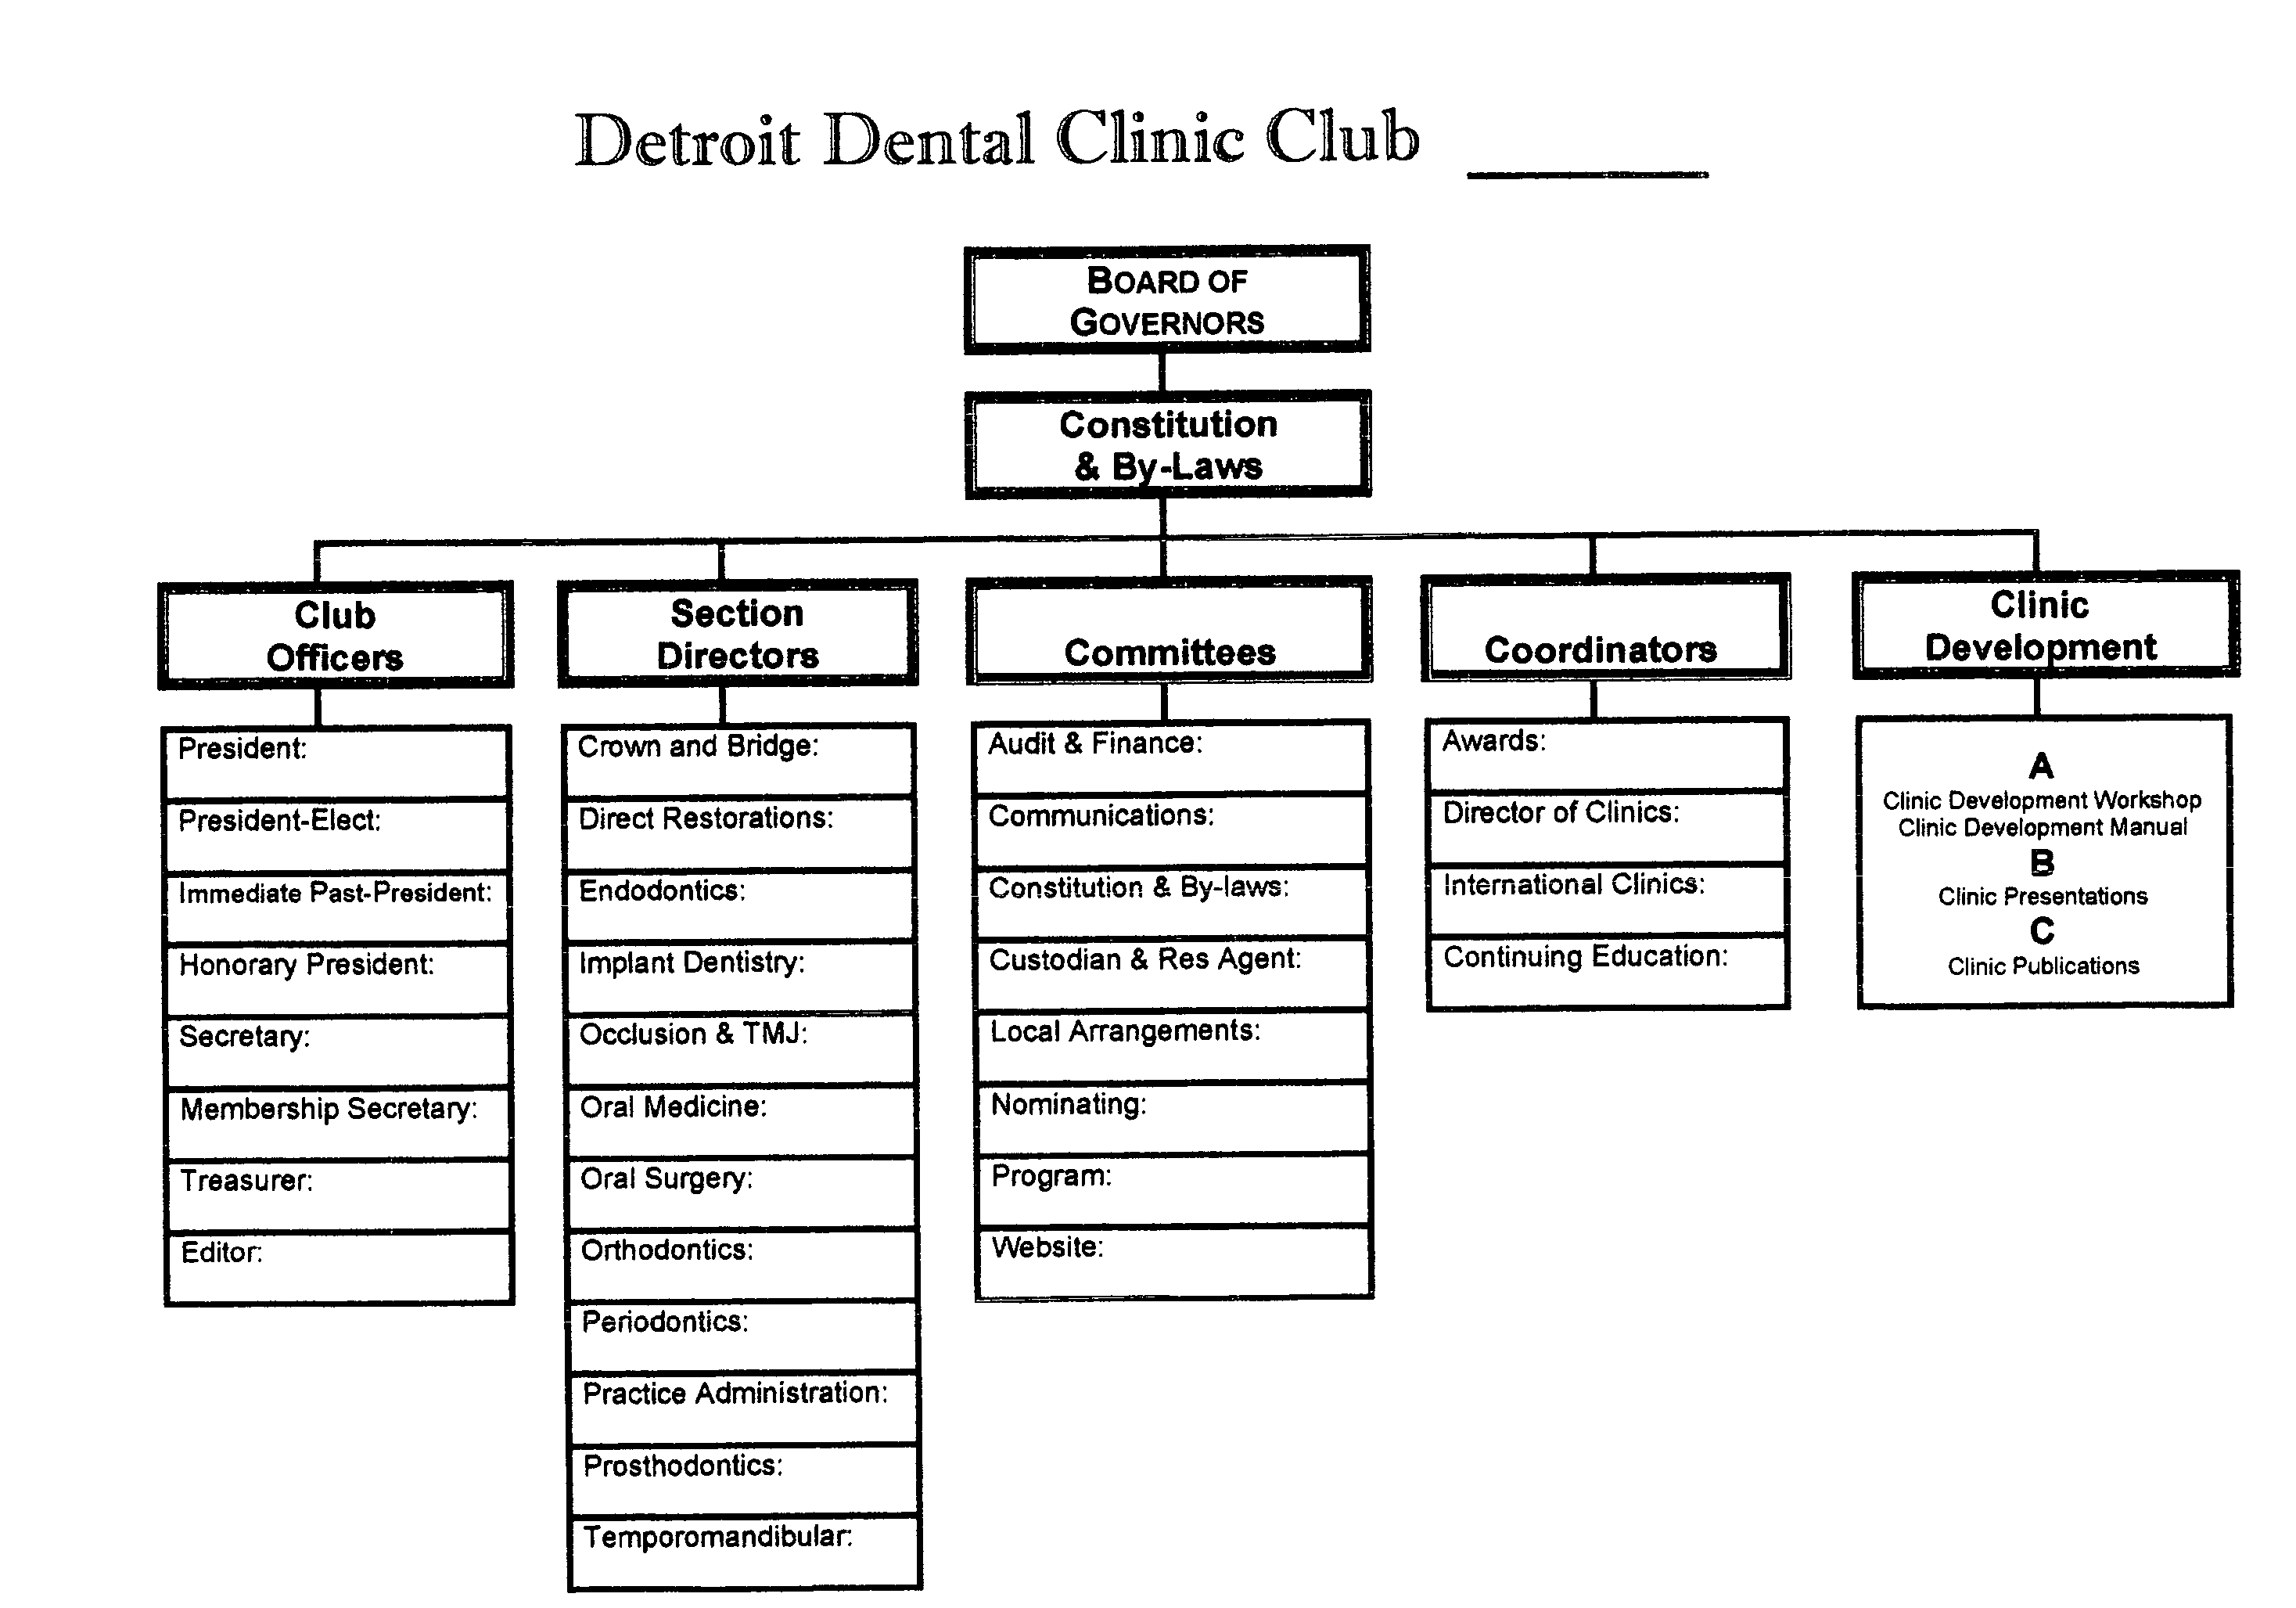 Detroit Dental Clinic Club
BOARD OF
GOVERNORS
Constitution
& By-Laws
Club
Officers
President:
President-Elect:
Immediate Past-President:
Honorary President:
Secretary:
Membership Secretary:
Treasurer:
Editor:
Section
Directors
Crown and Bridge:
Direct Restorations:
Endodontics:
Implant Dentistry:
Occlusion & TMJ:
Oral Medicine:
Oral Surgery:
Orthodontics:
Periodontics:
Practice Administration:
Prosthodontics:
Temporomandibular:
Committees
Audit & Finance:
Communications:
Constitution & By-laws:
Custodian & Res Agent:
Local Arrangements:
Nominating:
Program:
Website:
Coordinators
Awards:
Director of Clinics:
International Clinics:
Continuing Education:
Clinic
Development
A
Clinic Development Workshop
Clinic Development Manual
B
Clinic Presentations
C
Clinic Publications